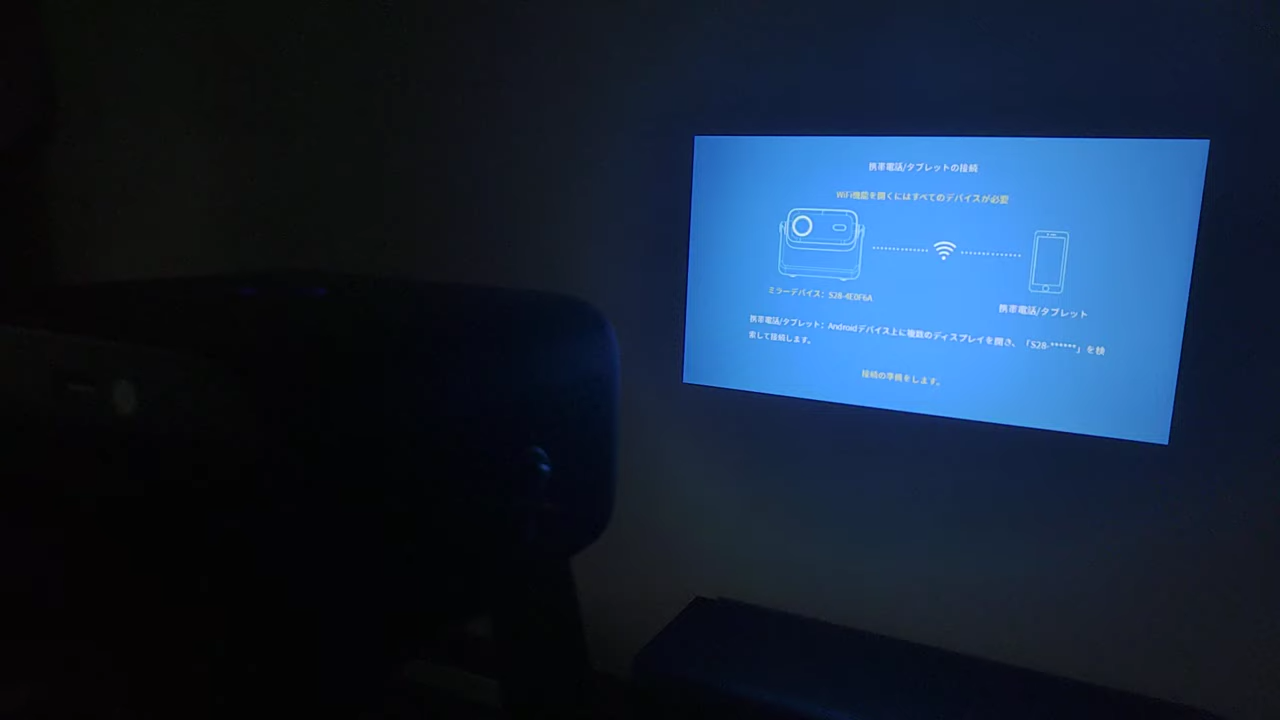 携帯電話/タブレットの接続
WiFi機能を開くにはすべてのデバイスが必要
ミラーデバイス: S28-4E0F6A
携帯電話/タブレット
携帯電話/タブレット: Androidデバイス上に複数のディスプレイを開き、「S28-******」を検
索して接続します。
接続の準備をします。